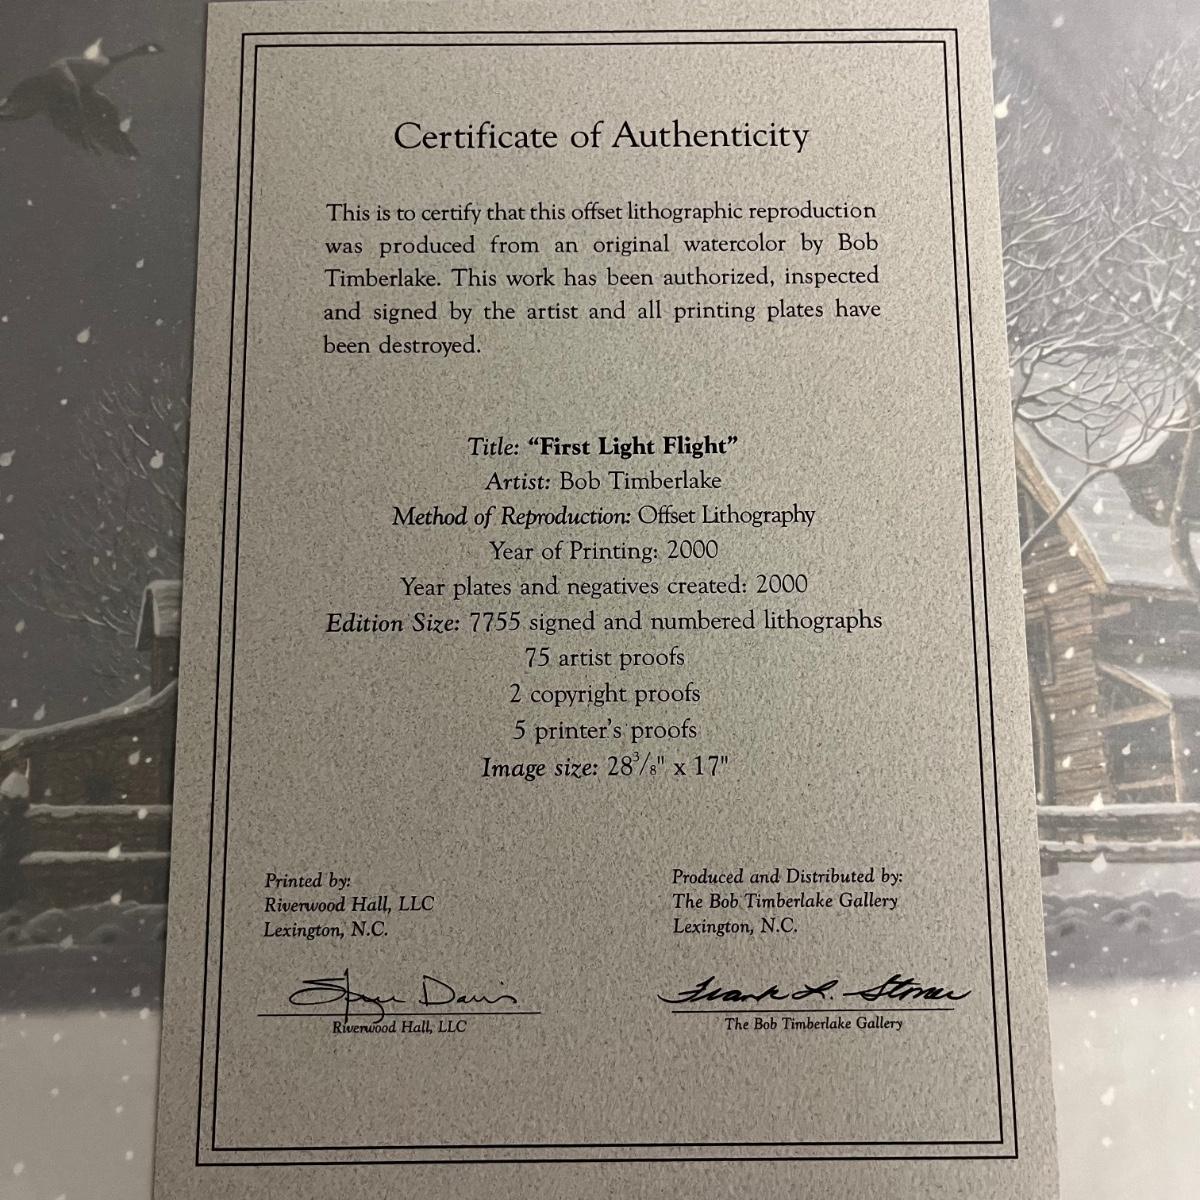 Certificate of Authenticity
This is to certify that this offset lithographic reproduction
was produced from an original watercolor by Bob
Timberlake. This work has been authorized, inspected
and signed by the artist and all printing plates have
been destroyed.
Title: “First Light Flight”
Artist: Bob Timberlake
Method of Reproduction: Offset Lithography
Year of Printing: 2000
Year plates and negatives created: 2000
Edition Size: 7755 signed and numbered lithographs
75 artist proofs
2 copyright proofs
5 printer's proofs
Image size: 28 3/8" x 17"
Printed by:
Riverwood Hall, LLC
Lexington, N.C.
Produced and Distributed by:
The Bob Timberlake Gallery
Lexington, N.C.
Davis
Riverwood Hall, LLC
Frank L.
The Bob Timberlake Gallery